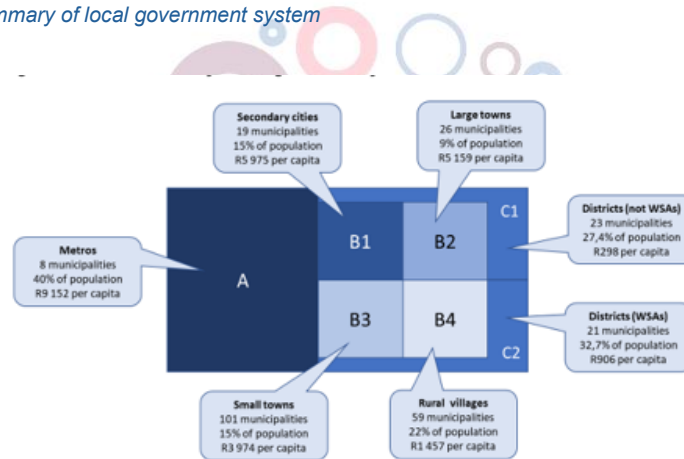 mmary of local government system
Secondary cities
19 municipalities
15% of population
R5 975 per capita
Large towns
26 municipalities
9% of population
R5 159 per capita
Metros
8 municipalities
40% of population
R9 152 per capita
A
B1
B2
C1
Districts (not WSAs)
23 municipalities
27,4% of population
R298 per capita
B3
B4
C2
Districts (WSAs)
21 municipalities
32,7% of population
R906 per capita
Small towns
101 municipalities
15% of population
R3 974 per capita
Rural villages
59 municipalities
22% of population
R1 457 per capita